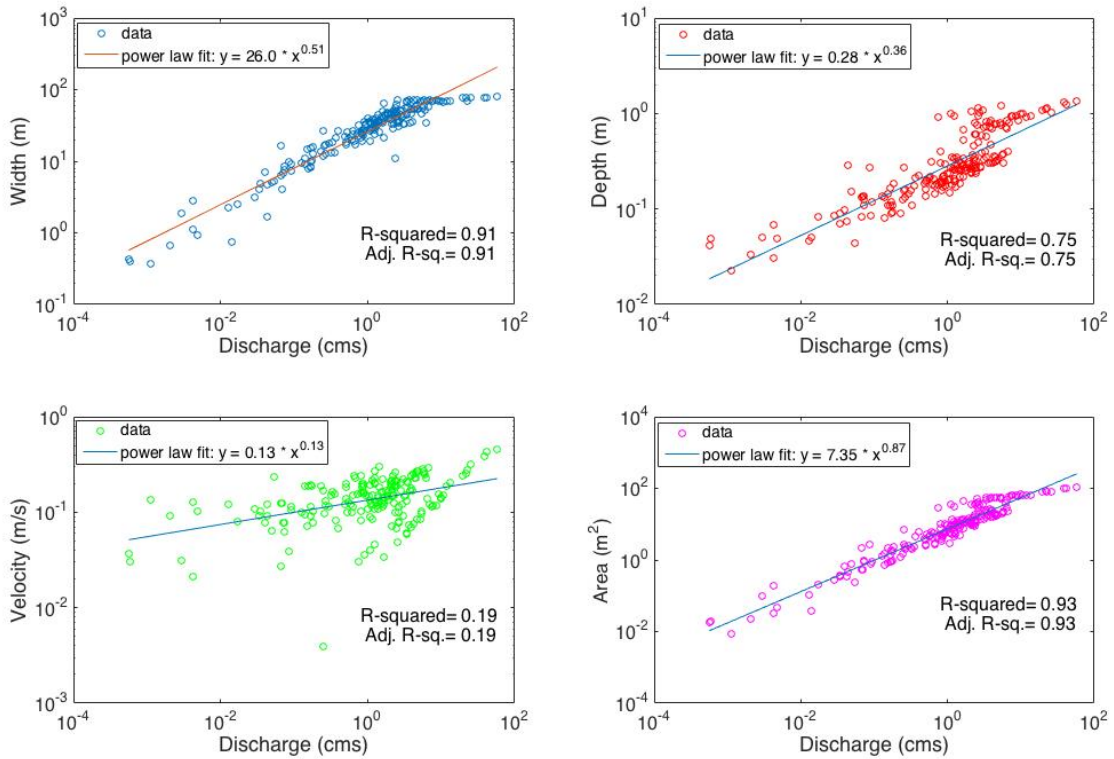 data
power law fit: y = 26.0 * x^0.51
10^3
10^2
10^1
10^0
10^-1
Width (m)
R-squared= 0.91
Adj. R-sq.= 0.91
10^-4
10^-2
10^0
10^2
Discharge (cms)
data
power law fit: y = 0.28 * x^0.36
10^1
10^0
10^-1
10^-2
Depth (m)
R-squared= 0.75
Adj. R-sq.= 0.75
10^-4
10^-2
10^0
10^2
Discharge (cms)
data
power law fit: y = 0.13 * x^0.13
10^0
10^-1
10^-2
10^-3
Velocity (m/s)
R-squared= 0.19
Adj. R-sq.= 0.19
10^-4
10^-2
10^0
10^2
Discharge (cms)
data
power law fit: y = 7.35 * x^0.87
10^4
10^2
10^0
10^-2
10^-4
Area (m^2)
R-squared= 0.93
Adj. R-sq.= 0.93
10^-4
10^-2
10^0
10^2
Discharge (cms)